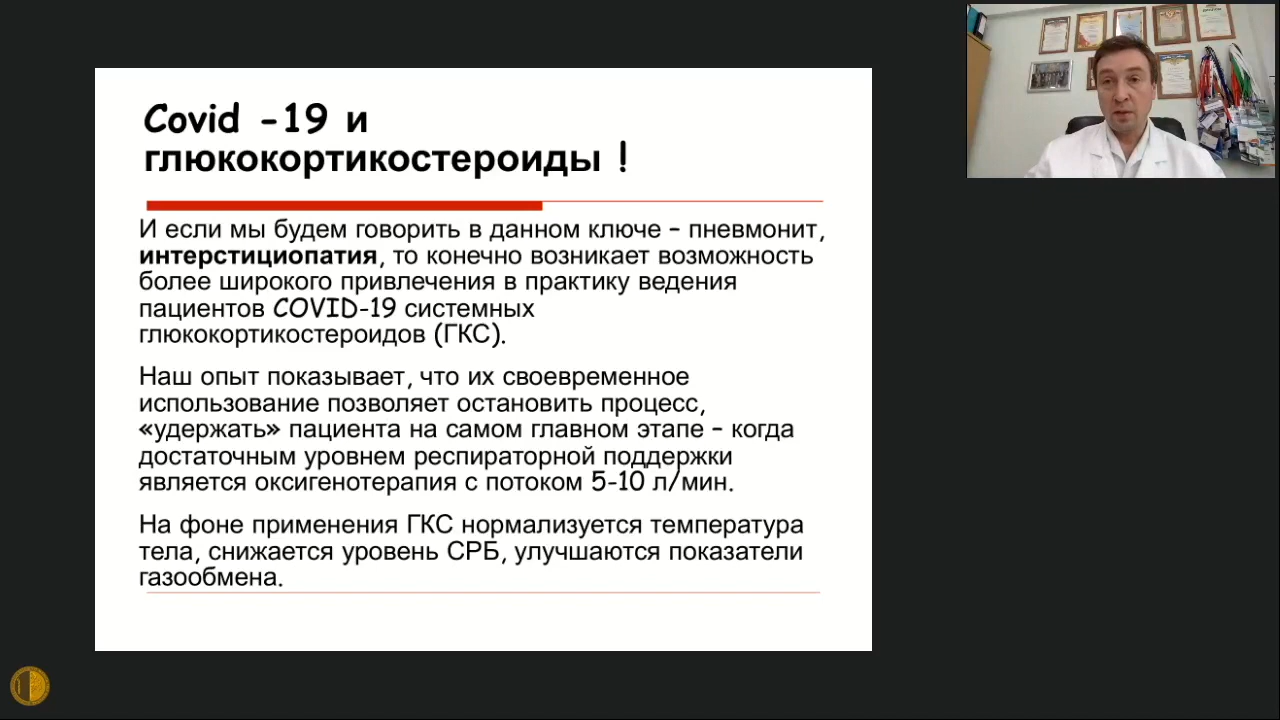 Covid -19 и
глюкокортикостероиды !
И если мы будем говорить в данном ключе – пневмонит,
интерстициопатия, то конечно возникает возможность
более широкого привлечения в практику ведения
пациентов COVID-19 системных
глюкокортикостероидов (ГКС).
Наш опыт показывает, что их своевременное
использование позволяет остановить процесс,
«удержать» пациента на самом главном этапе – когда
достаточным уровнем респираторной поддержки
является оксигенотерапия с потоком 5-10 л/мин.
На фоне применения ГКС нормализуется температура
тела, снижается уровень СРБ, улучшаются показатели
газообмена.